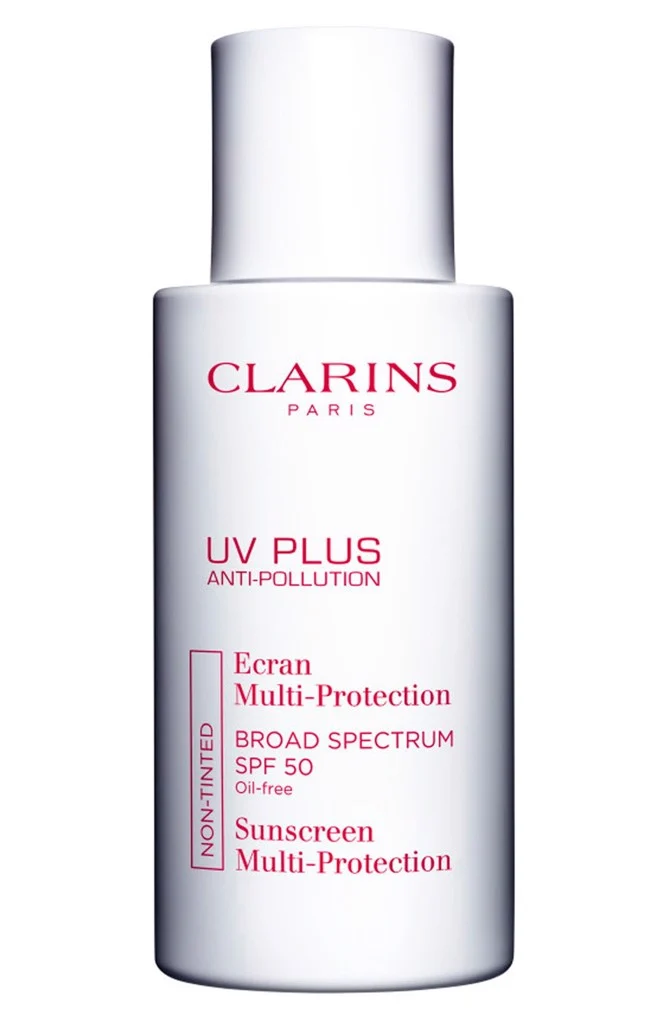 CLARINS
PARIS
UV PLUS
ANTI-POLLUTION
NON-TINTED
Ecran
Multi-Protection
BROAD SPECTRUM
SPF 50
Oil-free
Sunscreen
Multi-Protection